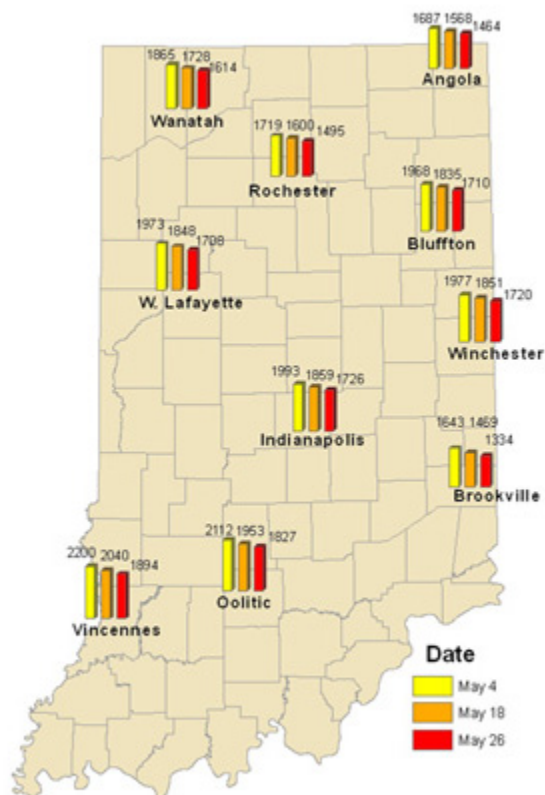 1687 1568 1464
Angola
1865 1728 1614
Wanatah
1719 1600 1495
Rochester
1968 1835 1710
Bluffton
1973 1848 1708
W. Lafayette
1977 1851 1720
Winchester
1993 1859 1726
Indianapolis
1643 1469 1334
Brookville
2112 1953 1827
Oolitic
2200 2040 1894
Vincennes
Date
May 4
May 18
May 26